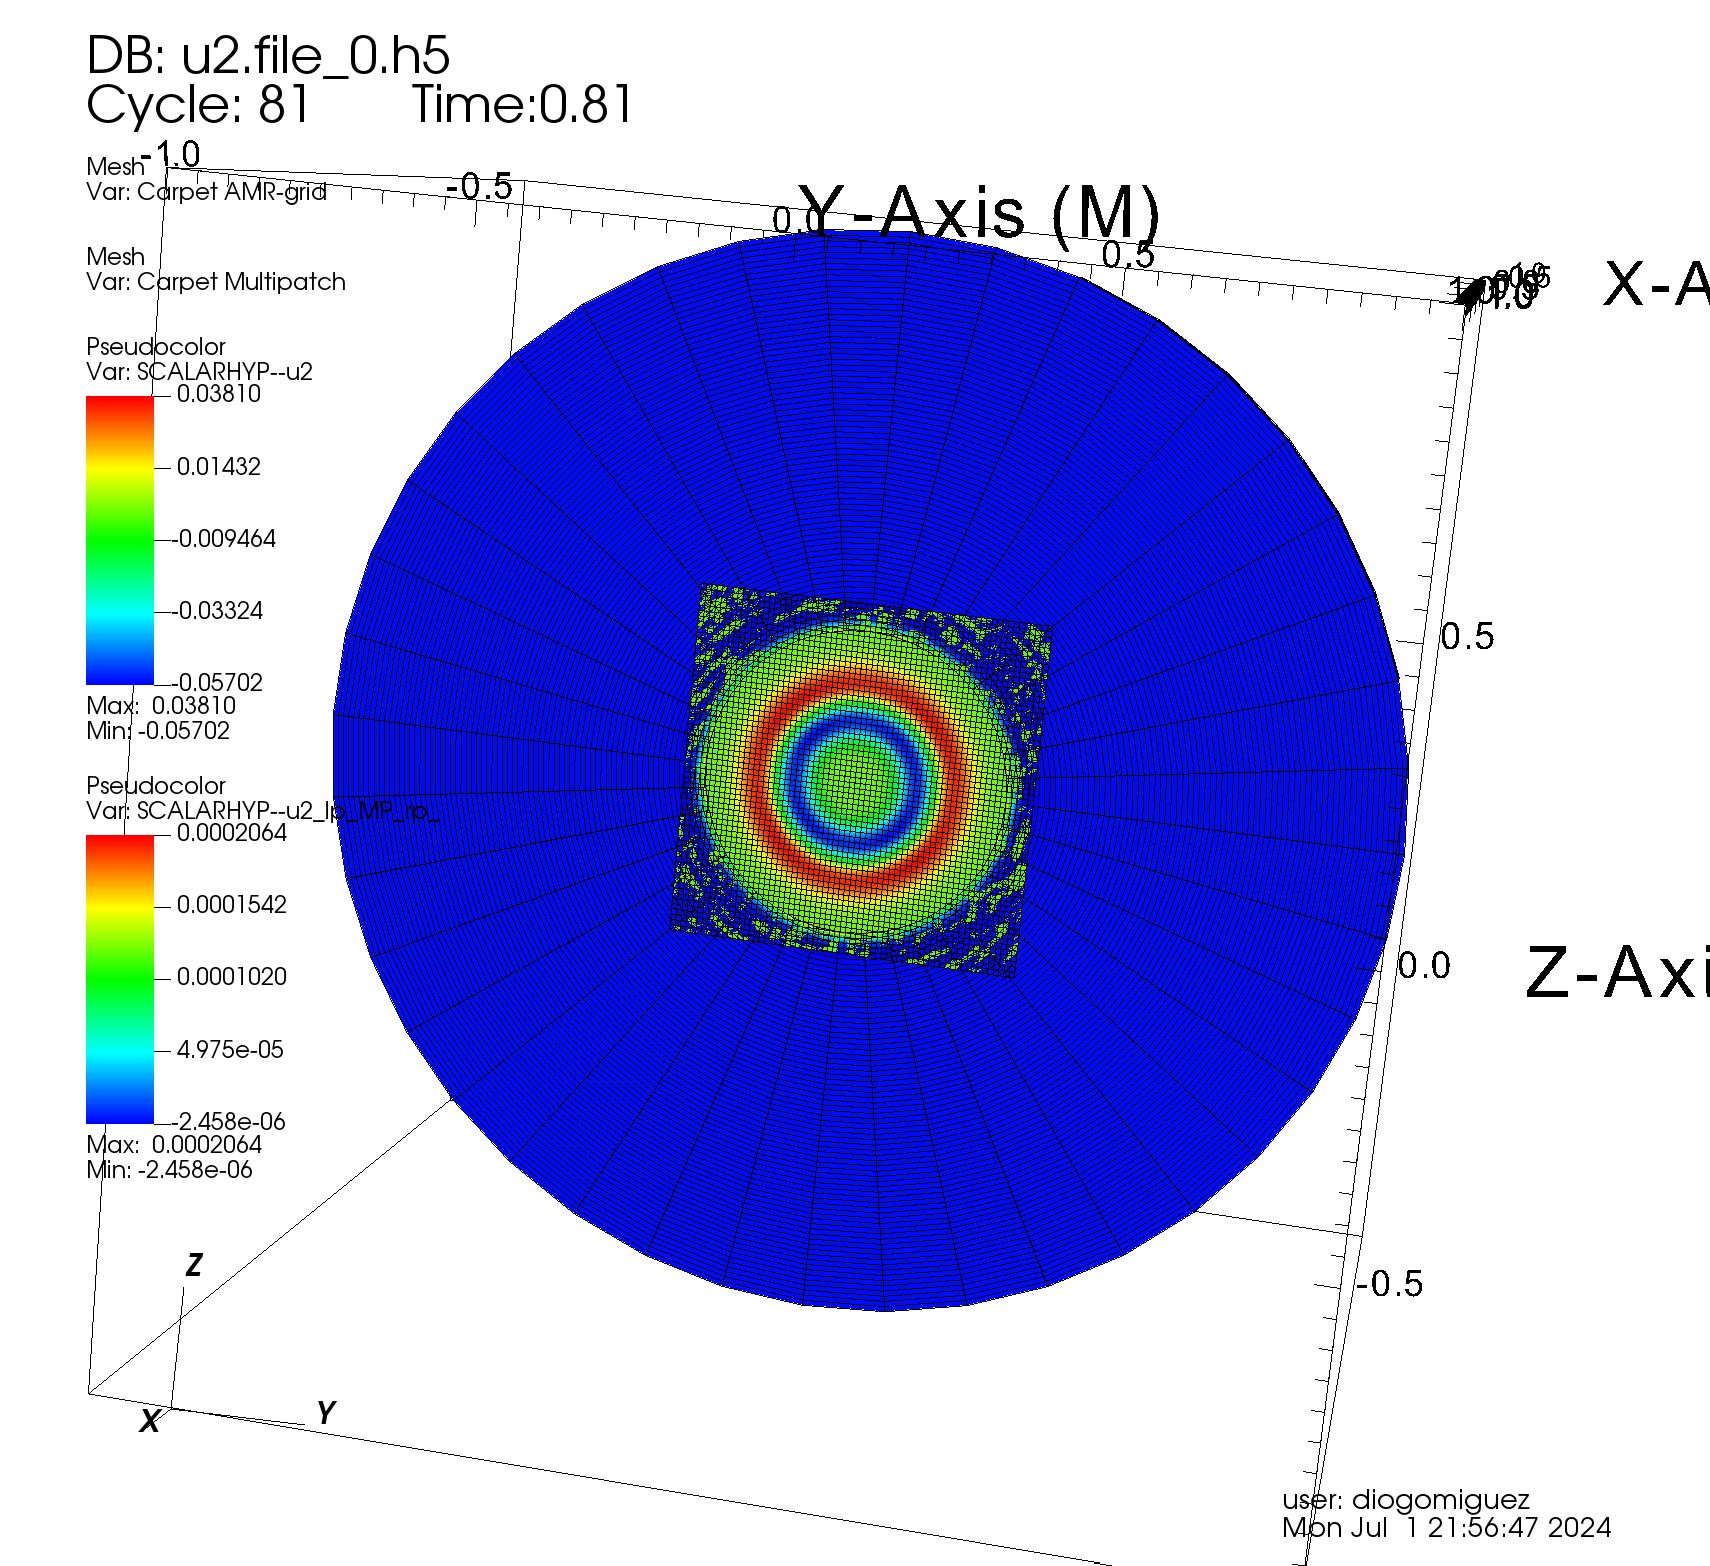 DB: u2.file_0.h5
Cycle: 81 Time:0.81
-1.0
Mesh
Var: Carpet AMR-grid
-0.5
0.0
Y-Axis (M)
0.5
X-A
Mesh
Var: Carpet Multipatch
Pseudocolor
Var: SCALARHYP--u2
0.03810
0.01432
-0.009464
-0.03324
-0.05702
Max: 0.03810
Min: -0.05702
0.5
Pseudocolor
Var: SCALARHYP--u2_lp_MP_rp_
0.0002064
0.0001542
0.0001020
4.975e-05
-2.458e-06
Max: 0.0002064
Min: -2.458e-06
0.0
Z-Axi
-0.5
Z
Y
X
user: diogomiguez
Mon Jul 1 21:56:47 2024